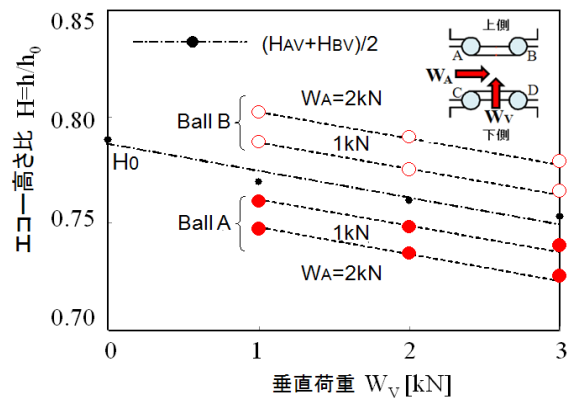 0.85
0.80
0.75
0.70
エコー高さ比 H=h/h0
(HAV+HBV)/2
上側
A
B
WA
C
D
WV
下側
WA=2kN
Ball B
1kN
H0
Ball A
1kN
WA=2kN
0
1
2
3
垂直荷重 WV [kN]